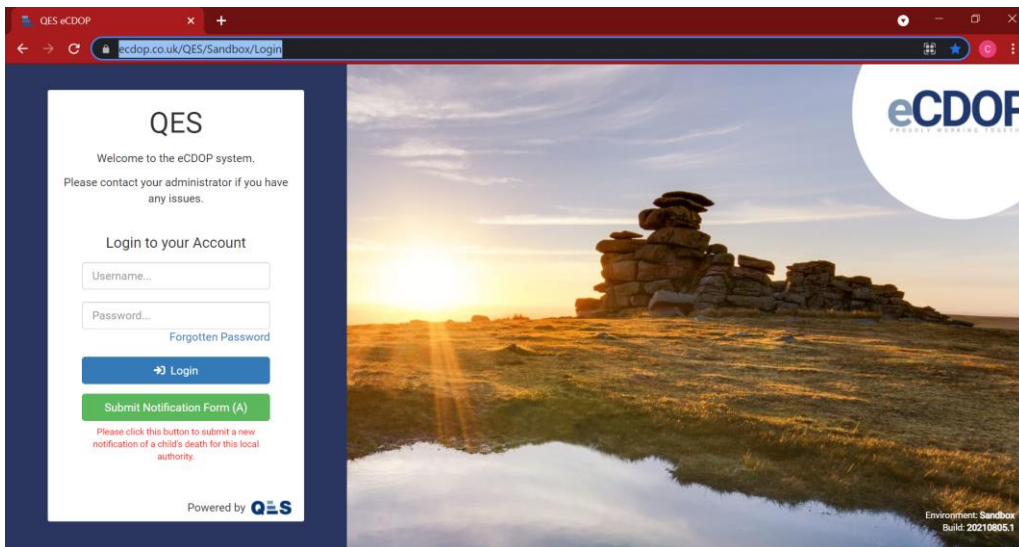 QES eCDOP
ecdop.co.uk/QES/Sandbox/Login
C
QES
Welcome to the eCDOP system.
Please contact your administrator if you have
any issues.
Login to your Account
Username...
Password...
Forgotten Password
Login
Submit Notification Form (A)
Please click this button to submit a new
notification of a child's death for this local
authority.
Powered by QES
eCDOP
PROUDLY WORKING TOGETH
Environment: Sandbox
Build: 20210805.1